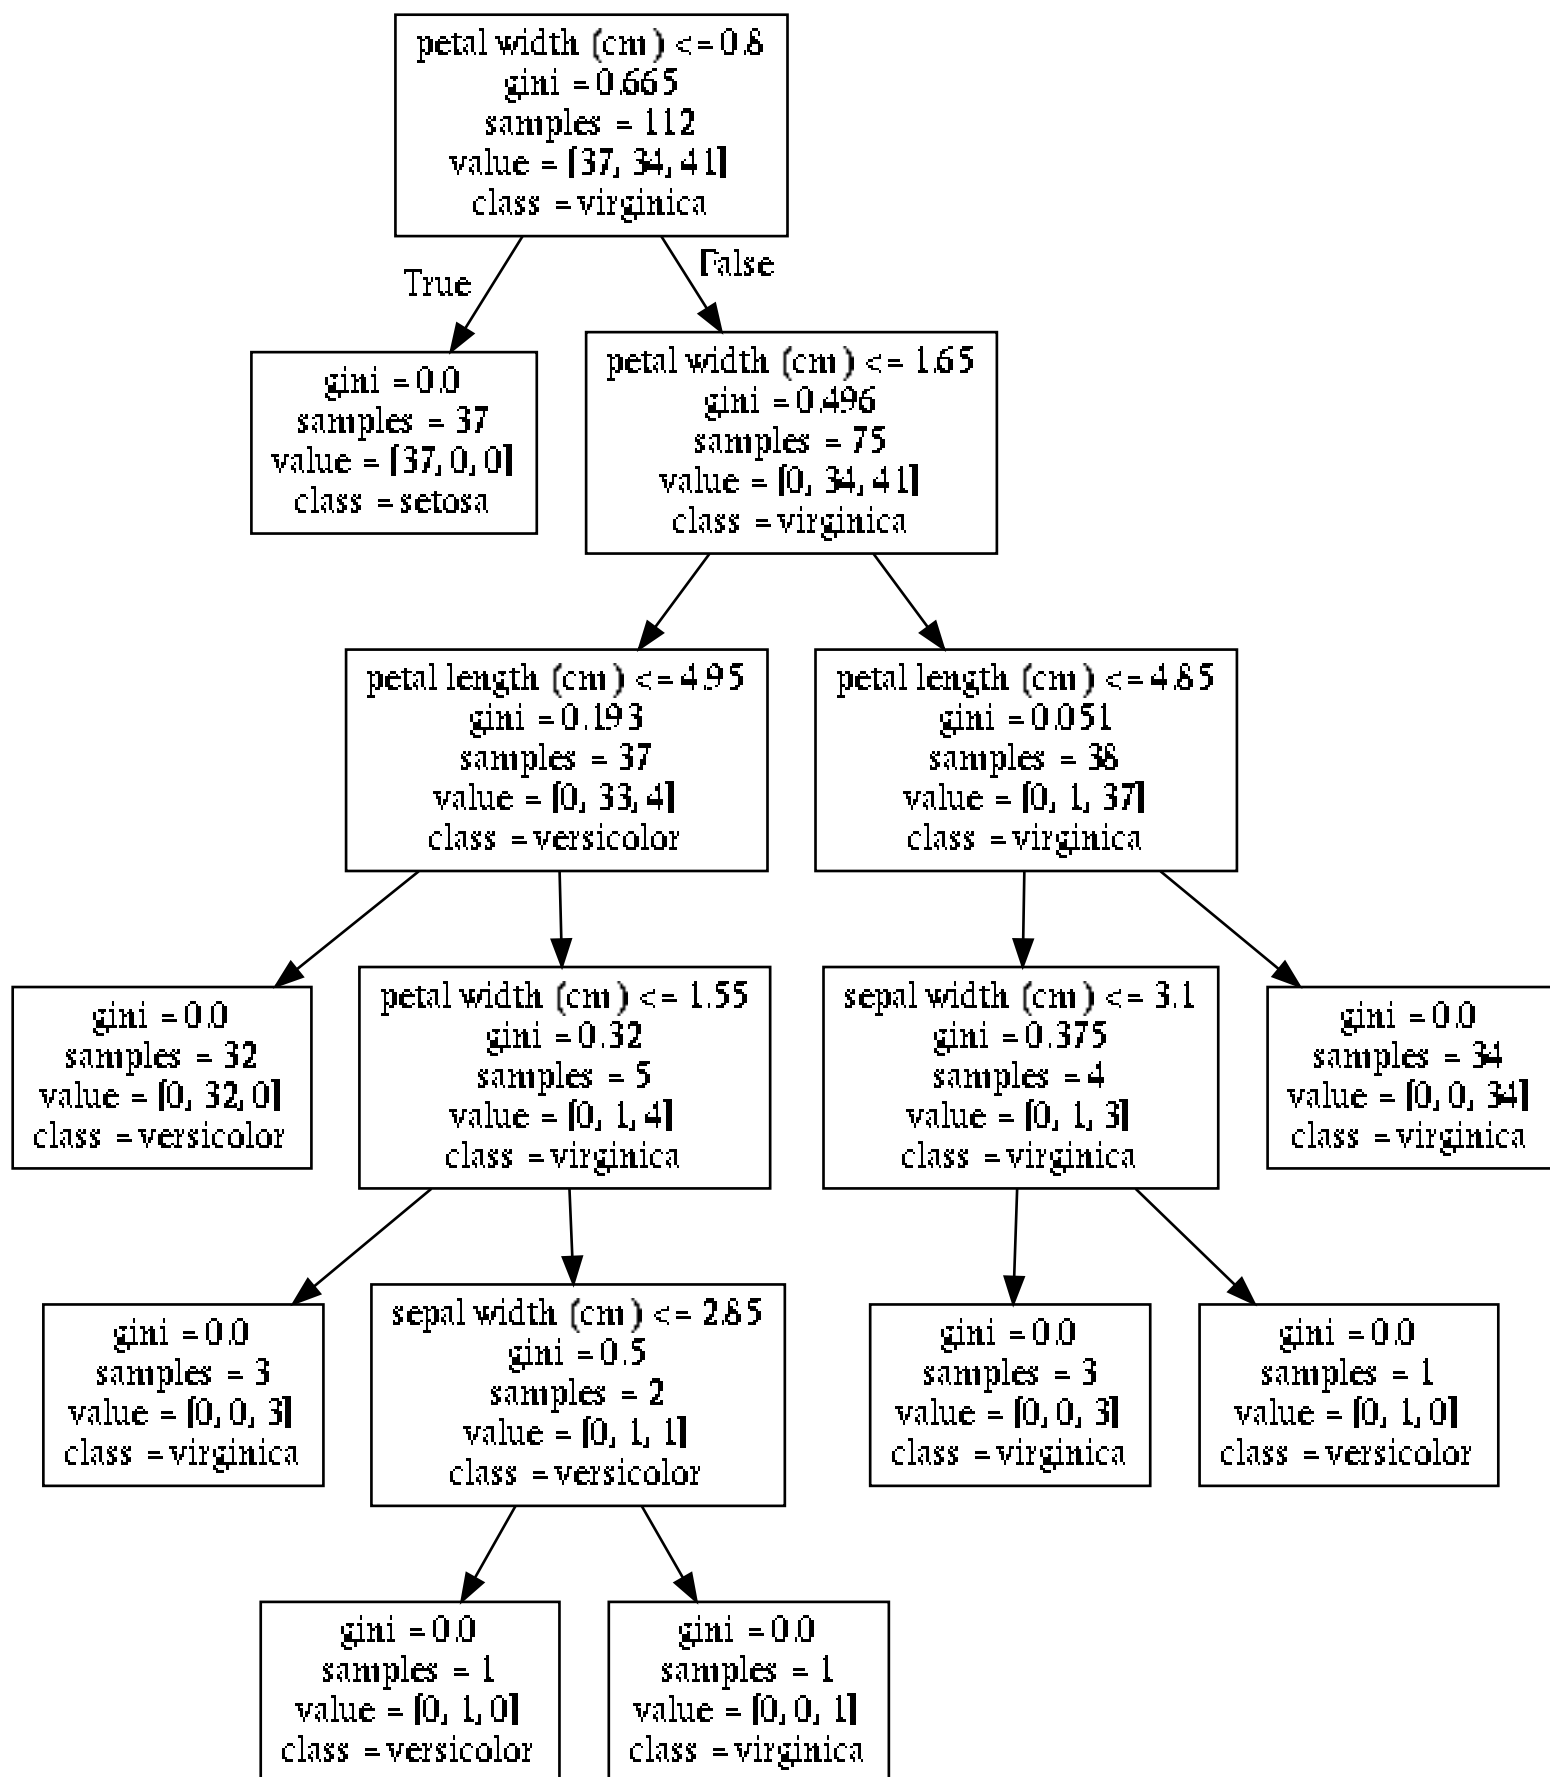 petal width (cm) <= 0.8
gini = 0.665
samples = 112
value = [37, 34, 41]
class = virginica
True
False
gini = 0.0
samples = 37
value = [37, 0, 0]
class = setosa
petal width (cm) <= 1.65
gini = 0.496
samples = 75
value = [0, 34, 41]
class = virginica
petal length (cm) <= 4.95
gini = 0.193
samples = 37
value = [0, 33, 4]
class = versicolor
petal length (cm) <= 4.85
gini = 0.051
samples = 38
value = [0, 1, 37]
class = virginica
gini = 0.0
samples = 32
value = [0, 32, 0]
class = versicolor
petal width (cm) <= 1.55
gini = 0.32
samples = 5
value = [0, 1, 4]
class = virginica
sepal width (cm) <= 3.1
gini = 0.375
samples = 4
value = [0, 1, 3]
class = virginica
gini = 0.0
samples = 34
value = [0, 0, 34]
class = virginica
gini = 0.0
samples = 3
value = [0, 0, 3]
class = virginica
sepal width (cm) <= 2.85
gini = 0.5
samples = 2
value = [0, 1, 1]
class = versicolor
gini = 0.0
samples = 3
value = [0, 0, 3]
class = virginica
gini = 0.0
samples = 1
value = [0, 1, 0]
class = versicolor
gini = 0.0
samples = 1
value = [0, 1, 0]
class = versicolor
gini = 0.0
samples = 1
value = [0, 0, 1]
class = virginica